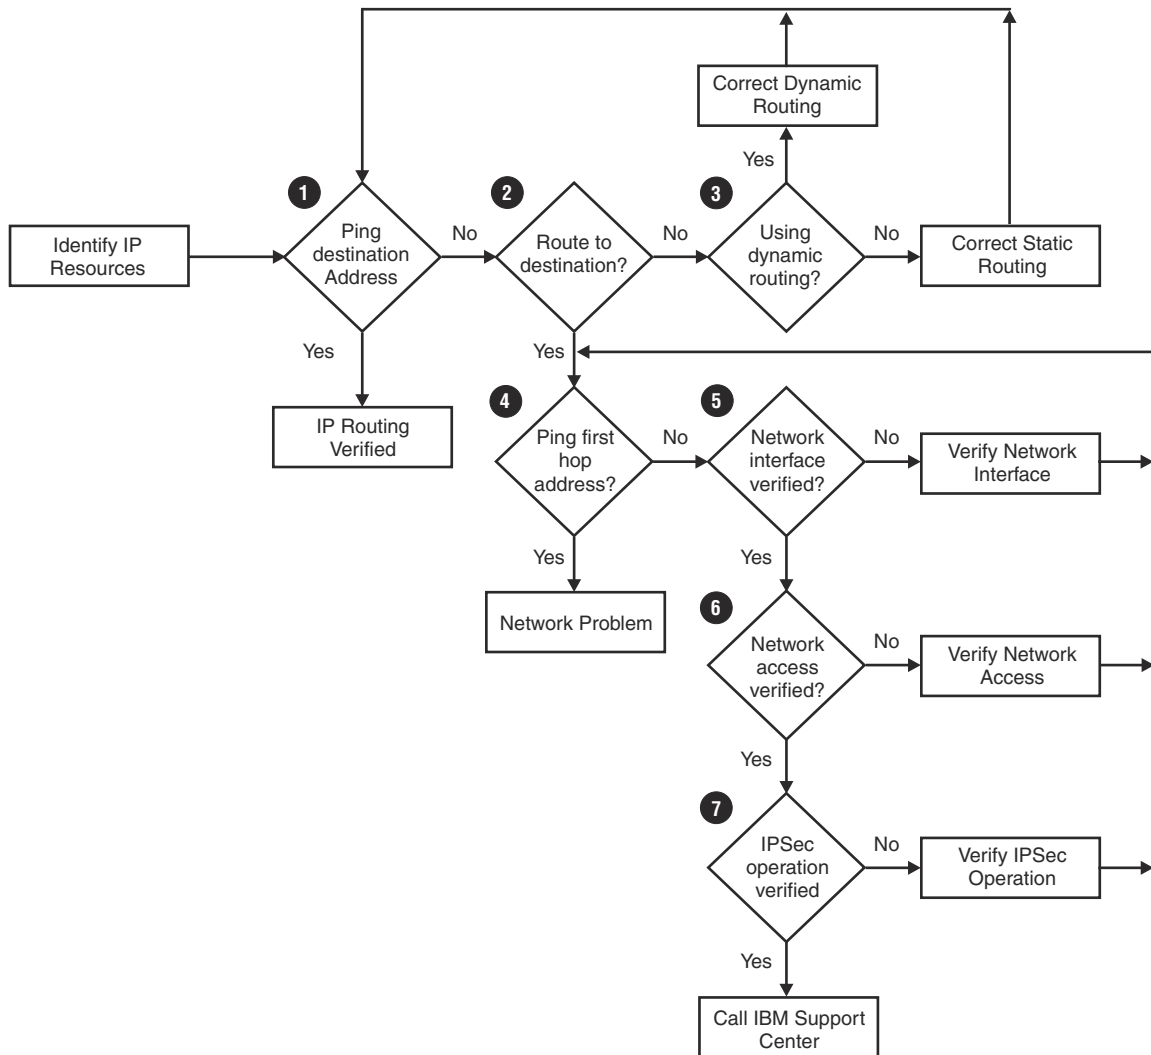 Correct Dynamic
Routing
Yes
1
2
3
Identify IP
Resources
Ping
destination
Address
No
Route to
destination?
No
Using
dynamic
routing?
No
Correct Static
Routing
Yes
Yes
IP Routing
Verified
4
Ping first
hop
address?
No
5
Network
interface
verified?
No
Verify Network
Interface
Yes
Network Problem
Yes
6
Network
access
verified?
No
Verify Network
Access
Yes
7
IPSec
operation
verified
No
Verify IPSec
Operation
Yes
Call IBM Support
Center